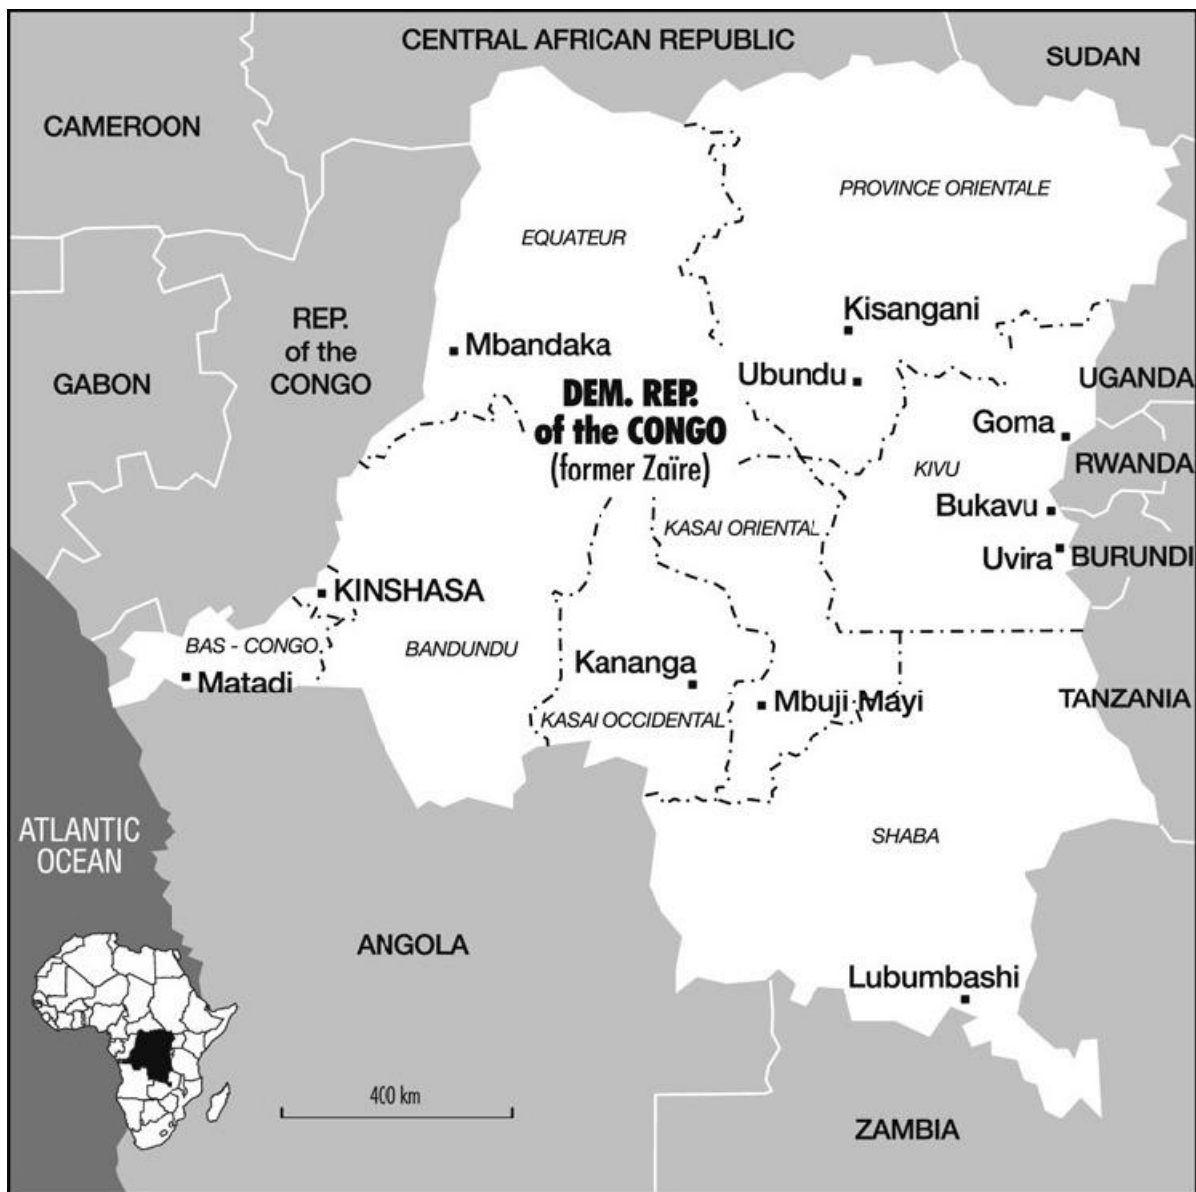 CENTRAL AFRICAN REPUBLIC
SUDAN
CAMEROON
PROVINCE ORIENTALE
EQUATEUR
Kisangani
REP.
of the
CONGO
Mbandaka
GABON
Ubundu
UGANDA
DEM. REP.
of the CONGO
(former Zaïre)
Goma
KIVU
RWANDA
Bukavu
KASAI ORIENTAL
Uvira
BURUNDI
KINSHASA
BAS - CONGO
BANDUNDU
Matadi
Kananga
KASAI OCCIDENTAL
Mbuji Mayi
TANZANIA
ATLANTIC
OCEAN
SHABA
ANGOLA
Lubumbashi
400 km
ZAMBIA